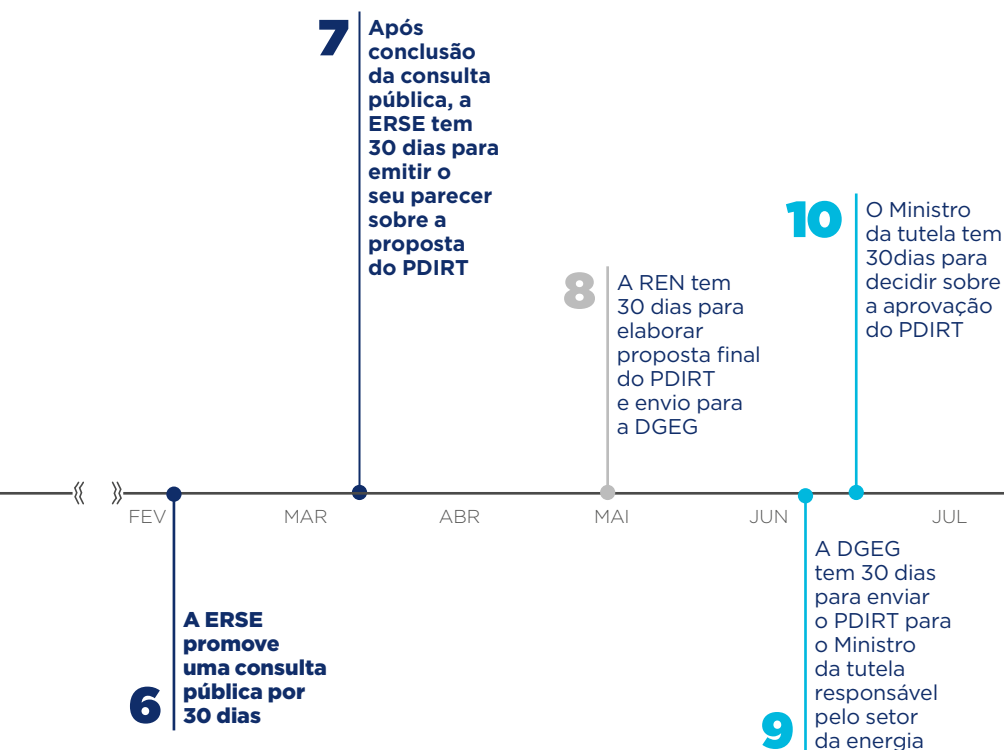 7
Após
conclusão
da consulta
pública, a
ERSE tem
30 dias para
emitir o
seu parecer
sobre a
proposta
do PDIRT
8
A REN tem
30 dias para
elaborar
proposta final
do PDIRT
e envio para
a DGEG
10
O Ministro
da tutela tem
30dias para
decidir sobre
a aprovação
do PDIRT
FEV
MAR
ABR
MAI
JUN
JUL
6
A ERSE
promove
uma consulta
pública por
30 dias
9
A DGEG
tem 30 dias
para enviar
o PDIRT para
o Ministro
da tutela
responsável
pelo setor
da energia